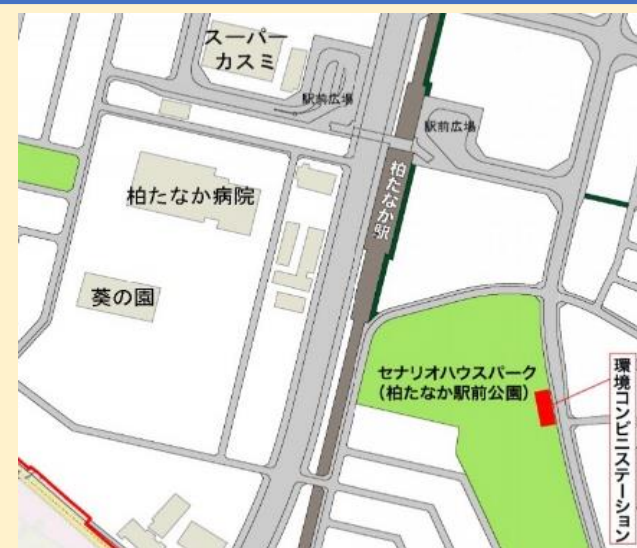 スーパー
カスミ
駅前広場
駅前広場
柏たなか病院
柏たなか駅
葵の園
セナリオハウスパーク
(柏たなか駅前公園)
環境コンビニステーション